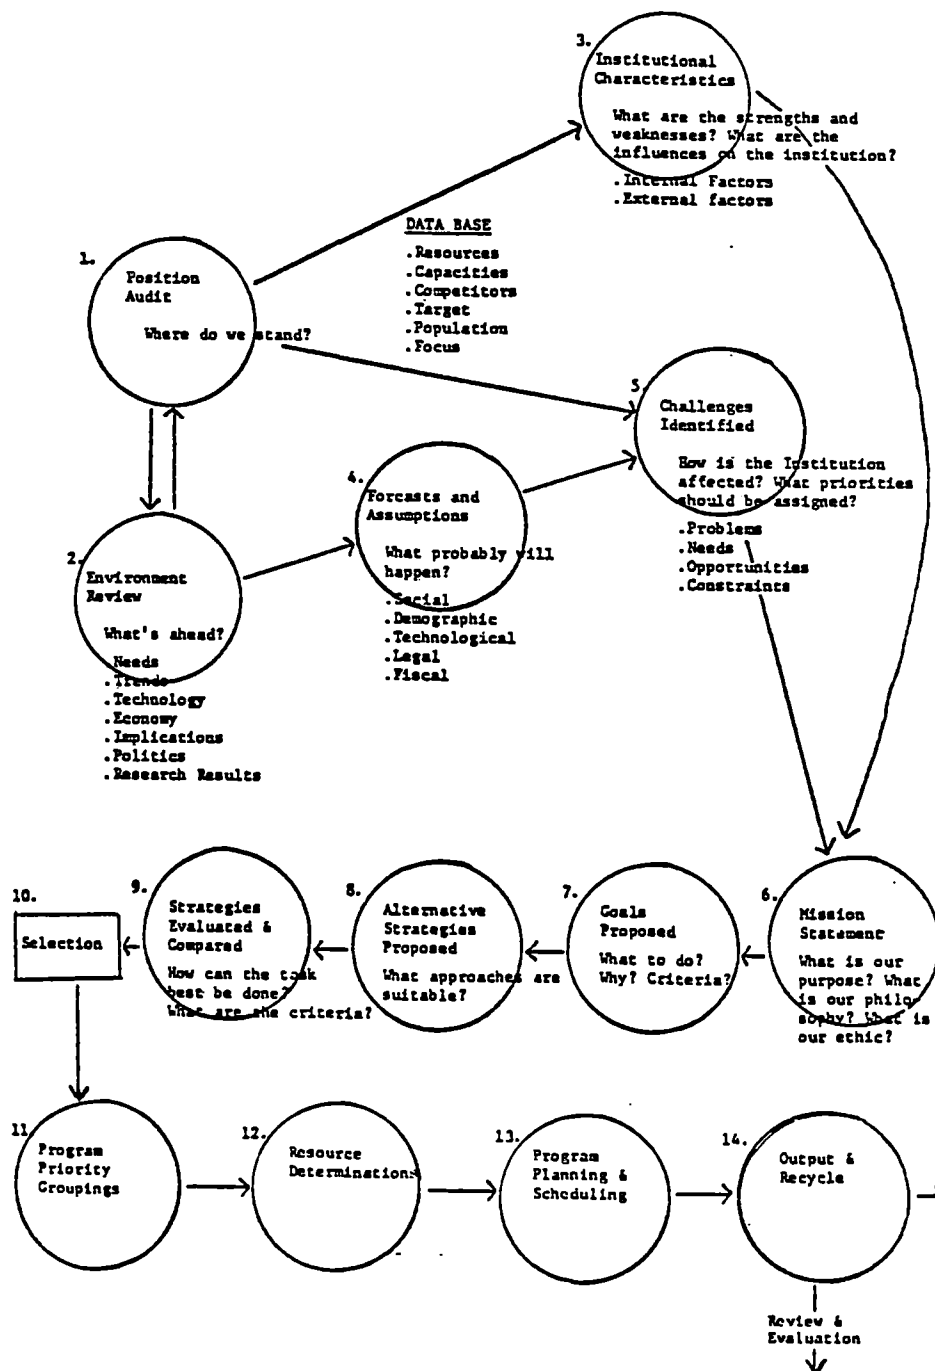 3.
Institutional
Characteristics
What are the strengths and
weaknesses? What are the
influences on the institution?
.Internal Factors
.External factors
DATA BASE
.Resources
.Capacities
.Competitors
.Target
.Population
.Focus
1.
Position
Audit
Where do we stand?
5.
Challenges
Identified
How is the Institution
affected? What priorities
should be assigned?
.Problems
.Needs
.Opportunities
.Constraints
4.
Forcasts and
Assumptions
What probably will
happen?
.Social
.Demographic
.Technological
.Legal
.Fiscal
2.
Environment
Review
What's ahead?
.Needs
.Trends
.Technology
.Economy
.Implications
.Politics
.Research Results
6.
Mission
Statement
What is our
purpose? What
is our philo-
sophy? What is
our ethic?
7.
Goals
Proposed
What to do?
Why? Criteria?
8.
Alternative
Strategies
Proposed
What approaches are
suitable?
9.
Strategies
Evaluated &
Compared
How can the task
best be done?
What are the criteria?
10.
Selection
11.
Program
Priority
Groupings
12.
Resource
Determinations
13.
Program
Planning &
Scheduling
14.
Output &
Recycle
Review &
Evaluation